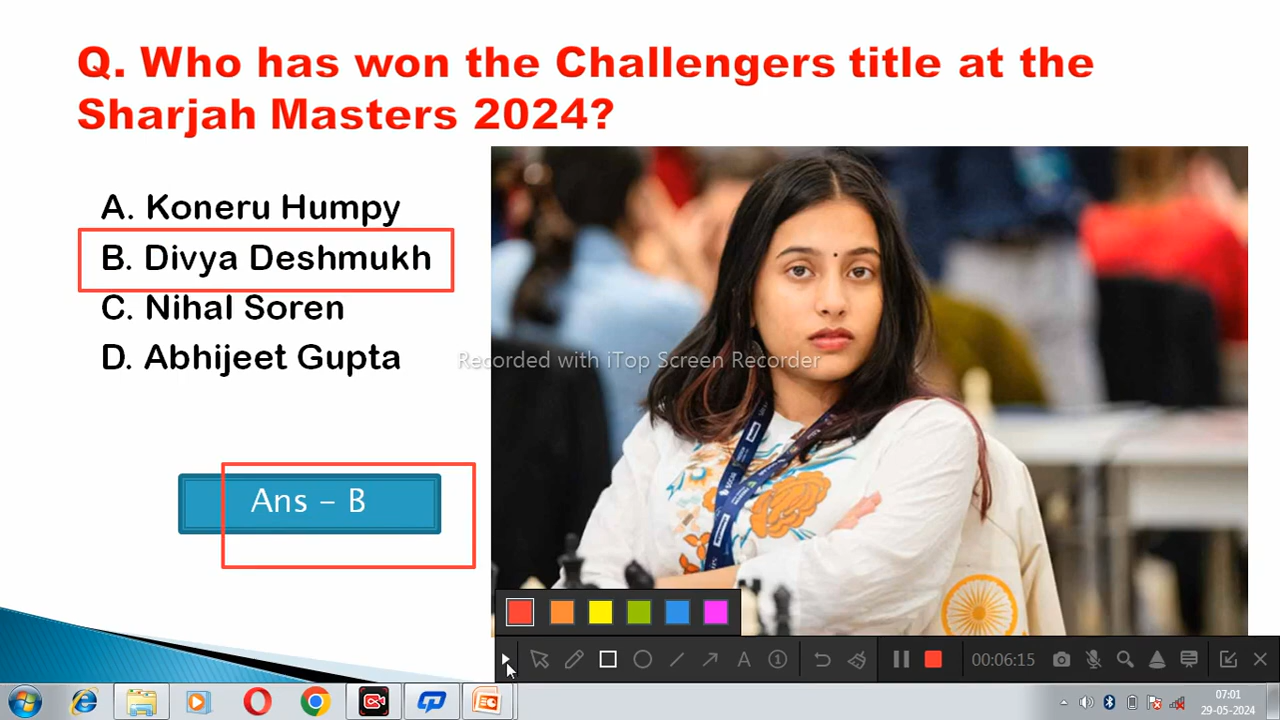 Q. Who has won the Challengers title at the
Sharjah Masters 2024?
A. Koneru Humpy
B. Divya Deshmukh
C. Nihal Soren
D. Abhijeet Gupta
Recorded with iTop Screen Recorder
Ans – B
00:06:15
07:01
29-05-2024